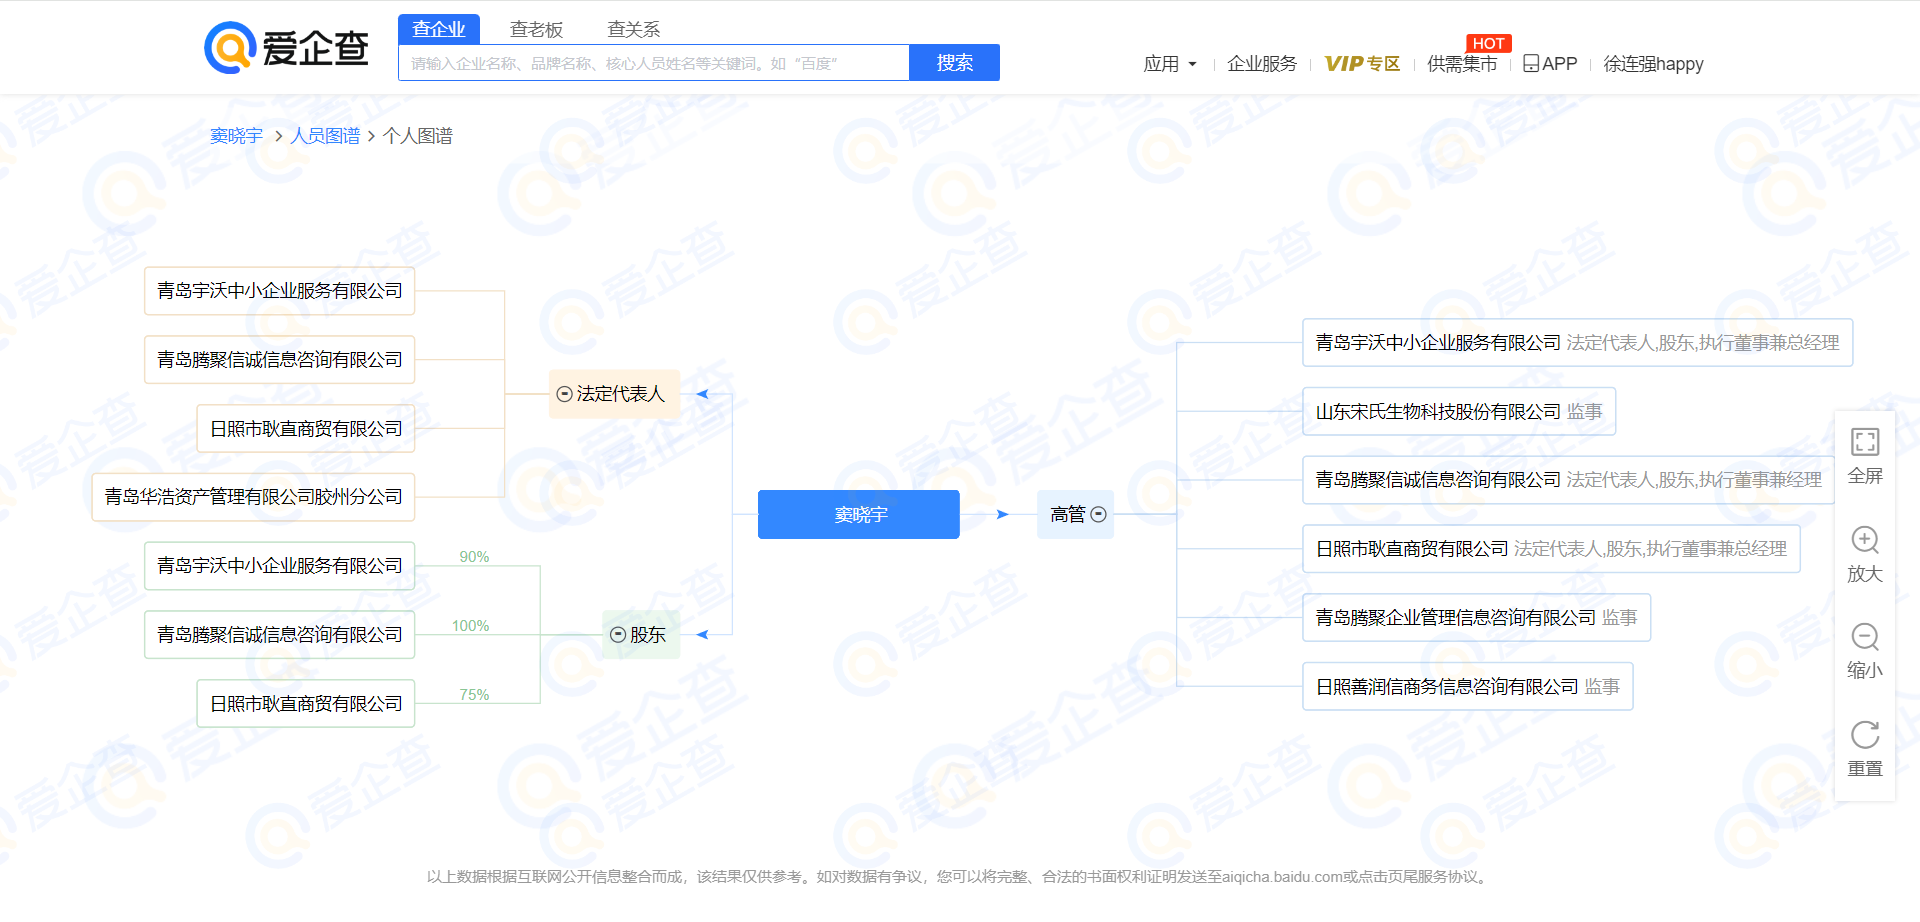 爱企查
查企业 查老板 查关系
请输入企业名称、品牌名称、核心人员姓名等关键词。如“百度”
搜索
应用
企业服务
VIP专区
供需集市
HOT
APP
徐连强happy
窦晓宇 > 人员图谱 > 个人图谱
青岛宇沃中小企业服务有限公司
青岛腾聚信诚信息咨询有限公司
日照市耿直商贸有限公司
青岛华浩资产管理有限公司胶州分公司
法定代表人
青岛宇沃中小企业服务有限公司
90%
青岛腾聚信诚信息咨询有限公司
100%
日照市耿直商贸有限公司
75%
股东
窦晓宇
高管
青岛宇沃中小企业服务有限公司 法定代表人,股东,执行董事兼总经理
山东宋氏生物科技股份有限公司 监事
青岛腾聚信诚信息咨询有限公司 法定代表人,股东,执行董事兼经理
日照市耿直商贸有限公司 法定代表人,股东,执行董事兼总经理
青岛腾聚企业管理信息咨询有限公司 监事
日照善润信商务信息咨询有限公司 监事
全屏
放大
缩小
重置
以上数据根据互联网公开信息整合而成，该结果仅供参考。如对数据有争议，您可以将完整、合法的书面权利证明发送至aiqicha.baidu.com或点击页尾服务协议。